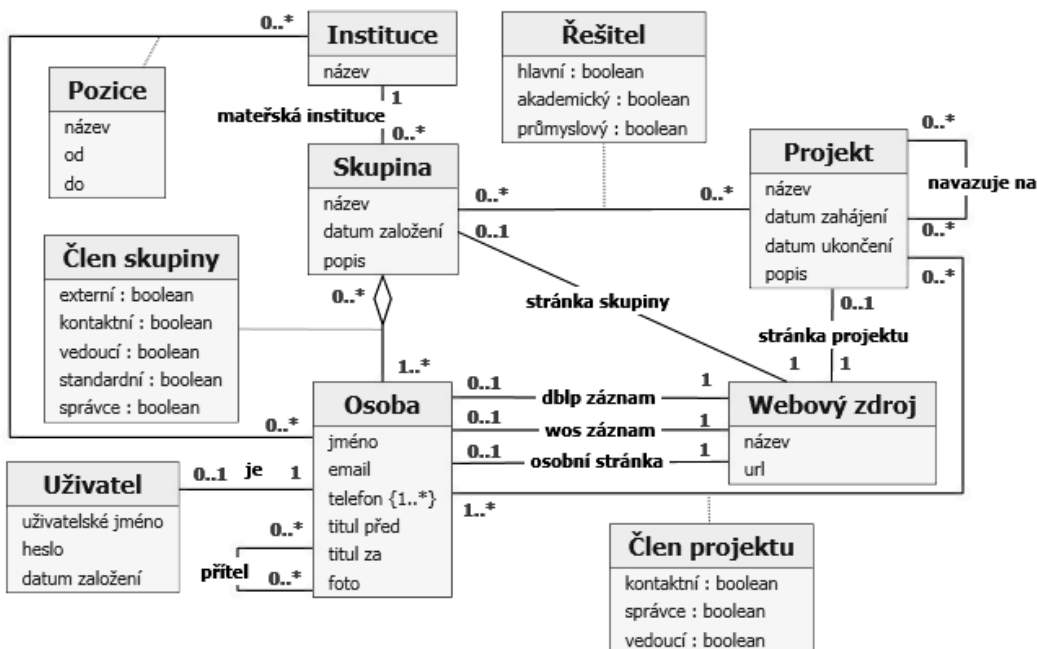 0..*
Instituce
název
Řešitel
hlavní : boolean
akademický : boolean
průmyslový : boolean
Pozice
název
od
do
1
mateřská instituce
0..*
Skupina
název
datum založení
popis
0..*
0..1
0..*
Projekt
název
datum zahájení
datum ukončení
popis
0..*
navazuje na
0..*
0..*
Člen skupiny
externí : boolean
kontaktní : boolean
vedoucí : boolean
standardní : boolean
správce : boolean
0..*
stránka skupiny
0..1
stránka projektu
1
1
1..*
Osoba
jméno
email
telefon {1..*}
titul před
titul za
foto
0..1
dblp záznam
1
0..1
wos záznam
1
0..1
osobní stránka
1
Webový zdroj
název
url
0..*
Uživatel
uživatelské jméno
heslo
datum založení
0..1
je
1
0..*
přítel
0..*
1..*
Člen projektu
kontaktní : boolean
správce : boolean
vedoucí : boolean